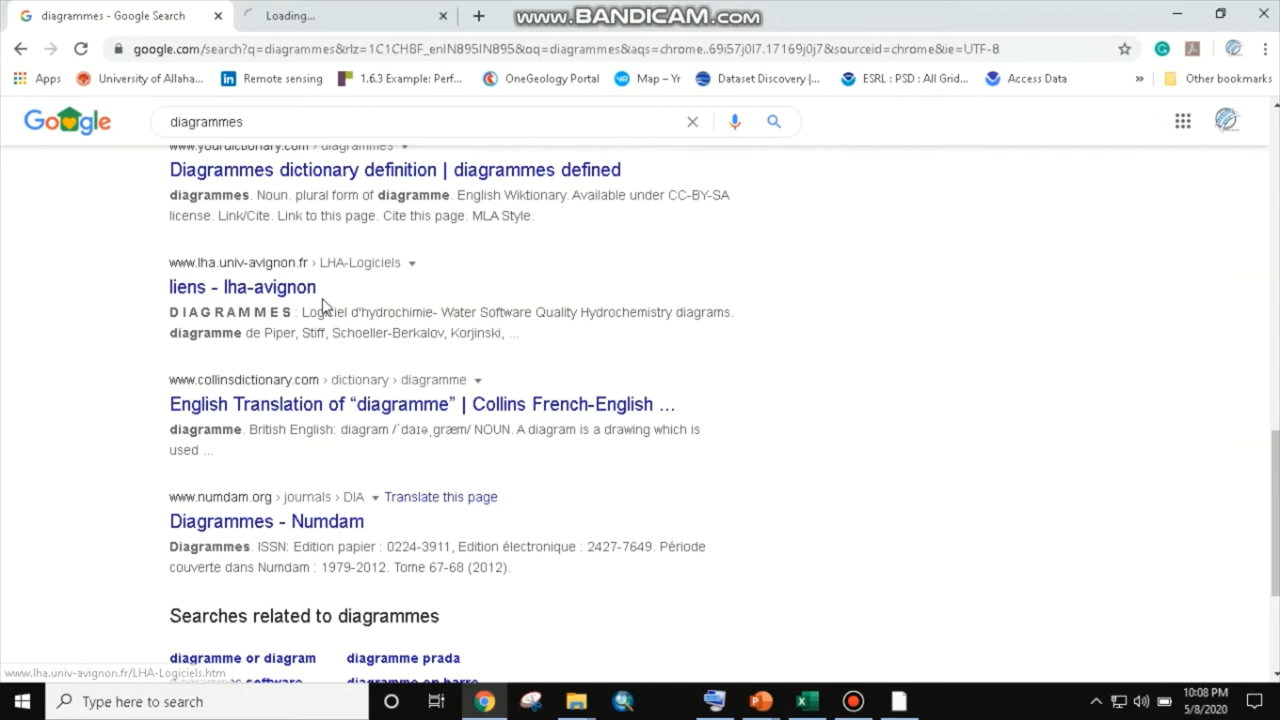 diagrammes - Google Search
Loading...
www.BANDICAM.com
google.com/search?q=diagrammes&rlz=1C1CHBF_enIN895IN895&oq=diagrammes&aqs=chrome..69i57j0l7.17169j0j7&sourceid=chrome&ie=UTF-8
Apps
University of Allaha...
Remote sensing
1.6.3 Example: Perf...
OneGeology Portal
Map – Yr
Dataset Discovery |...
ESRL : PSD : All Grid...
Access Data
»
Other bookmarks
Google
diagrammes
www.yourdictionary.com › diagrammes
Diagrammes dictionary definition | diagrammes defined
diagrammes. Noun. plural form of diagramme. English Wiktionary. Available under CC-BY-SA
license. Link/Cite. Link to this page. Cite this page. MLA Style.
www.lha.univ-avignon.fr › LHA-Logiciels
liens - lha-avignon
D I A G R A M M E S : Logiciel d'hydrochimie- Water Software Quality Hydrochemistry diagrams.
diagramme de Piper, Stiff, Schoeller-Berkalov, Korjinski, ...
www.collinsdictionary.com › dictionary › diagramme
English Translation of “diagramme” | Collins French-English ...
diagramme. British English: diagram /ˈdaɪəˌɡræm/ NOUN. A diagram is a drawing which is
used ...
www.numdam.org › journals › DIA Translate this page
Diagrammes - Numdam
Diagrammes. ISSN: Edition papier : 0224-3911, Edition électronique : 2427-7649. Période
couverte dans Numdam : 1979-2012. Tome 67-68 (2012).
Searches related to diagrammes
diagramme or diagram
diagramme prada
www.lha.univ-avignon.fr/LHA-Logiciels.htm
software
diagramme en barre
Type here to search
10:08 PM
5/8/2020